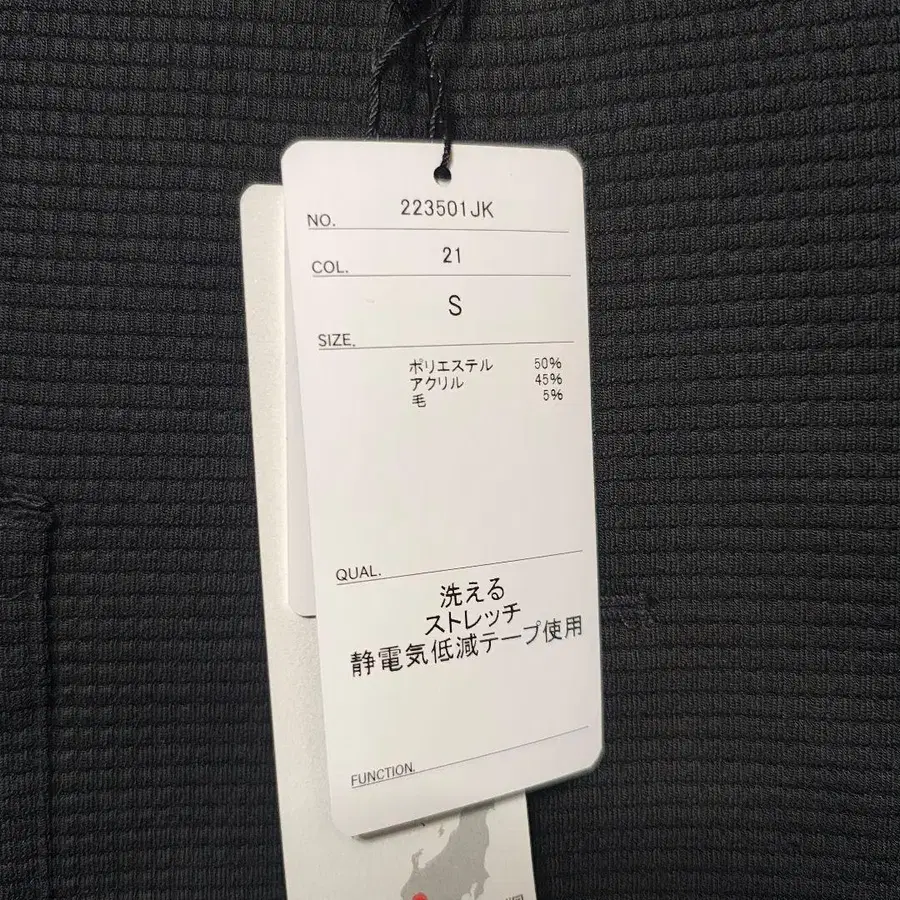 NO. 223501JK
COL. 21
S
SIZE.
ポリエステル 50%
アクリル 45%
毛 5%
QUAL.
洗える
ストレッチ
静電気低減テープ使用
FUNCTION.